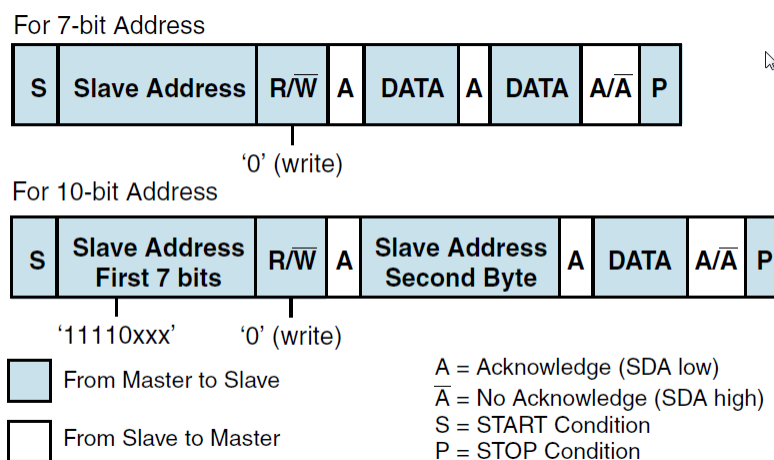 For 7-bit Address
S Slave Address R/W̅ A DATA A DATA A/A̅ P
‘0’ (write)
For 10-bit Address
S Slave Address First 7 bits R/W̅ A Slave Address Second Byte A DATA A/A̅ P
‘11110xxx’ ‘0’ (write)
From Master to Slave
From Slave to Master
A = Acknowledge (SDA low)
A̅ = No Acknowledge (SDA high)
S = START Condition
P = STOP Condition